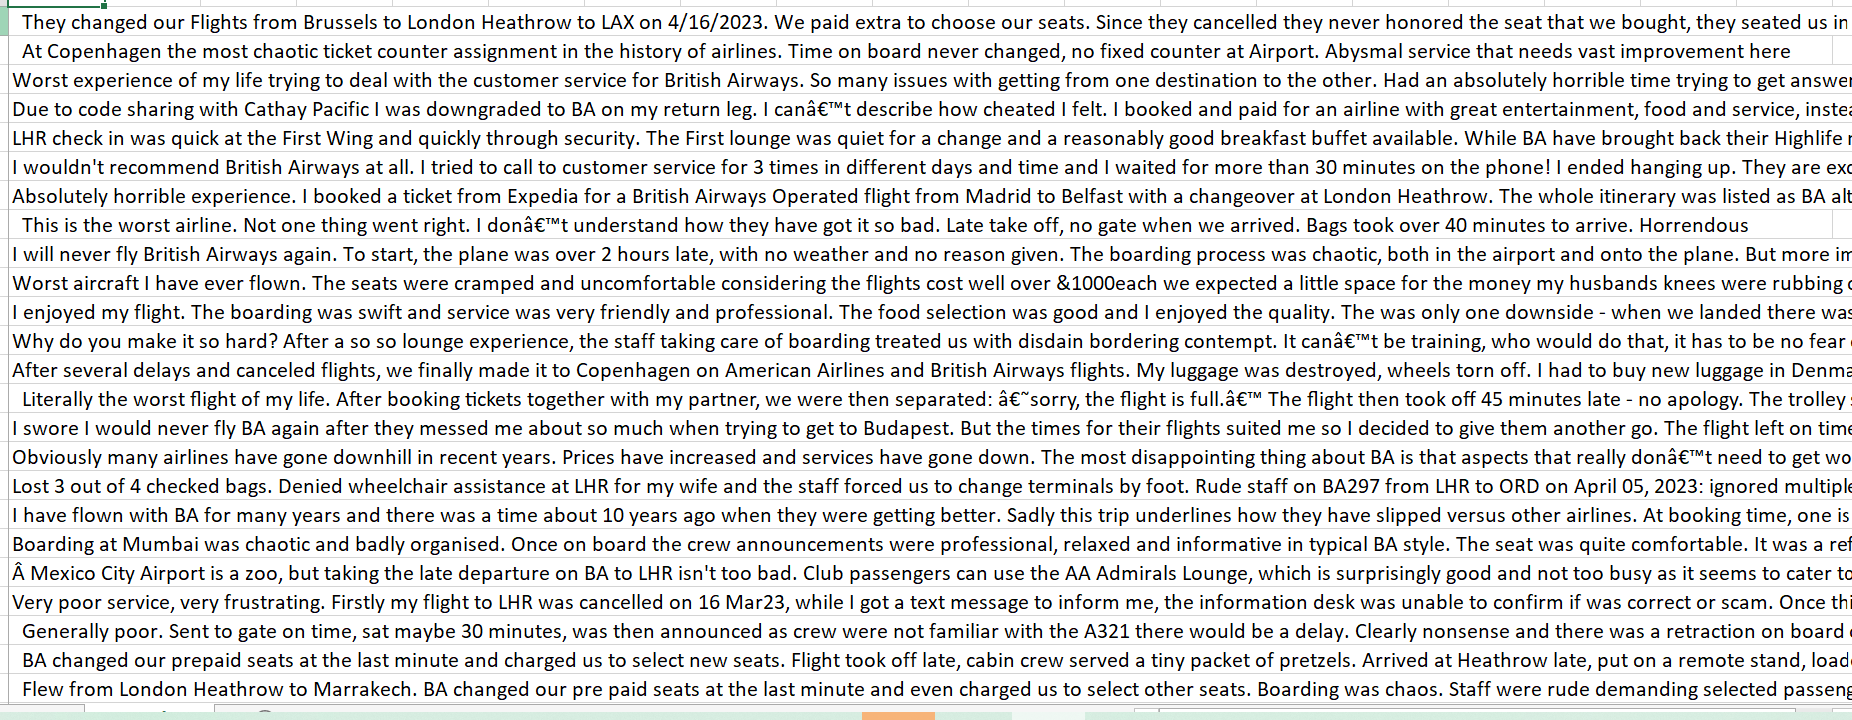 They changed our Flights from Brussels to London Heathrow to LAX on 4/16/2023. We paid extra to choose our seats. Since they cancelled they never honored the seat that we bought, they seated us in
At Copenhagen the most chaotic ticket counter assignment in the history of airlines. Time on board never changed, no fixed counter at Airport. Abysmal service that needs vast improvement here
Worst experience of my life trying to deal with the customer service for British Airways. So many issues with getting from one destination to the other. Had an absolutely horrible time trying to get
Due to code sharing with Cathay Pacific I was downgraded to BA on my return leg. I canâ€™t describe how cheated I felt. I booked and paid for an airline with great entertainment, food and service,
LHR check in was quick at the First Wing and quickly through security. The First lounge was quiet for a change and a reasonably good breakfast buffet available. While BA have brought back their Highlife
I wouldn't recommend British Airways at all. I tried to call to customer service for 3 times in different days and time and I waited for more than 30 minutes on the phone! I ended hanging up. They are
Absolutely horrible experience. I booked a ticket from Expedia for a British Airways Operated flight from Madrid to Belfast with a changeover at London Heathrow. The whole itinerary was listed as BA
This is the worst airline. Not one thing went right. I donâ€™t understand how they have got it so bad. Late take off, no gate when we arrived. Bags took over 40 minutes to arrive. Horrendous
I will never fly British Airways again. To start, the plane was over 2 hours late, with no weather and no reason given. The boarding process was chaotic, both in the airport and onto the plane. But more
Worst aircraft I have ever flown. The seats were cramped and uncomfortable considering the flights cost well over &1000each we expected a little space for the money my husbands knees were rubbing
I enjoyed my flight. The boarding was swift and service was very friendly and professional. The food selection was good and I enjoyed the quality. The was only one downside - when we landed there was
Why do you make it so hard? After a so so lounge experience, the staff taking care of boarding treated us with disdain bordering contempt. It canâ€™t be training, who would do that, it has to be no fear
After several delays and canceled flights, we finally made it to Copenhagen on American Airlines and British Airways flights. My luggage was destroyed, wheels torn off. I had to buy new luggage in
Literally the worst flight of my life. After booking tickets together with my partner, we were then separated: â€˜sorry, the flight is full.â€™ The flight then took off 45 minutes late - no apology. The trolley
I swore I would never fly BA again after they messed me about so much when trying to get to Budapest. But the times for their flights suited me so I decided to give them another go. The flight left on time
Obviously many airlines have gone downhill in recent years. Prices have increased and services have gone down. The most disappointing thing about BA is that aspects that really donâ€™t need to get
Lost 3 out of 4 checked bags. Denied wheelchair assistance at LHR for my wife and the staff forced us to change terminals by foot. Rude staff on BA297 from LHR to ORD on April 05, 2023: ignored multiple
I have flown with BA for many years and there was a time about 10 years ago when they were getting better. Sadly this trip underlines how they have slipped versus other airlines. At booking time, one is
Boarding at Mumbai was chaotic and badly organised. Once on board the crew announcements were professional, relaxed and informative in typical BA style. The seat was quite comfortable. It was a
Â Mexico City Airport is a zoo, but taking the late departure on BA to LHR isn't too bad. Club passengers can use the AA Admirals Lounge, which is surprisingly good and not too busy as it seems to cater to
Very poor service, very frustrating. Firstly my flight to LHR was cancelled on 16 Mar23, while I got a text message to inform me, the information desk was unable to confirm if was correct or scam. Once
Generally poor. Sent to gate on time, sat maybe 30 minutes, was then announced as crew were not familiar with the A321 there would be a delay. Clearly nonsense and there was a retraction on board
BA changed our prepaid seats at the last minute and charged us to select new seats. Flight took off late, cabin crew served a tiny packet of pretzels. Arrived at Heathrow late, put on a remote stand,
Flew from London Heathrow to Marrakech. BA changed our pre paid seats at the last minute and even charged us to select other seats. Boarding was chaos. Staff were rude demanding selected